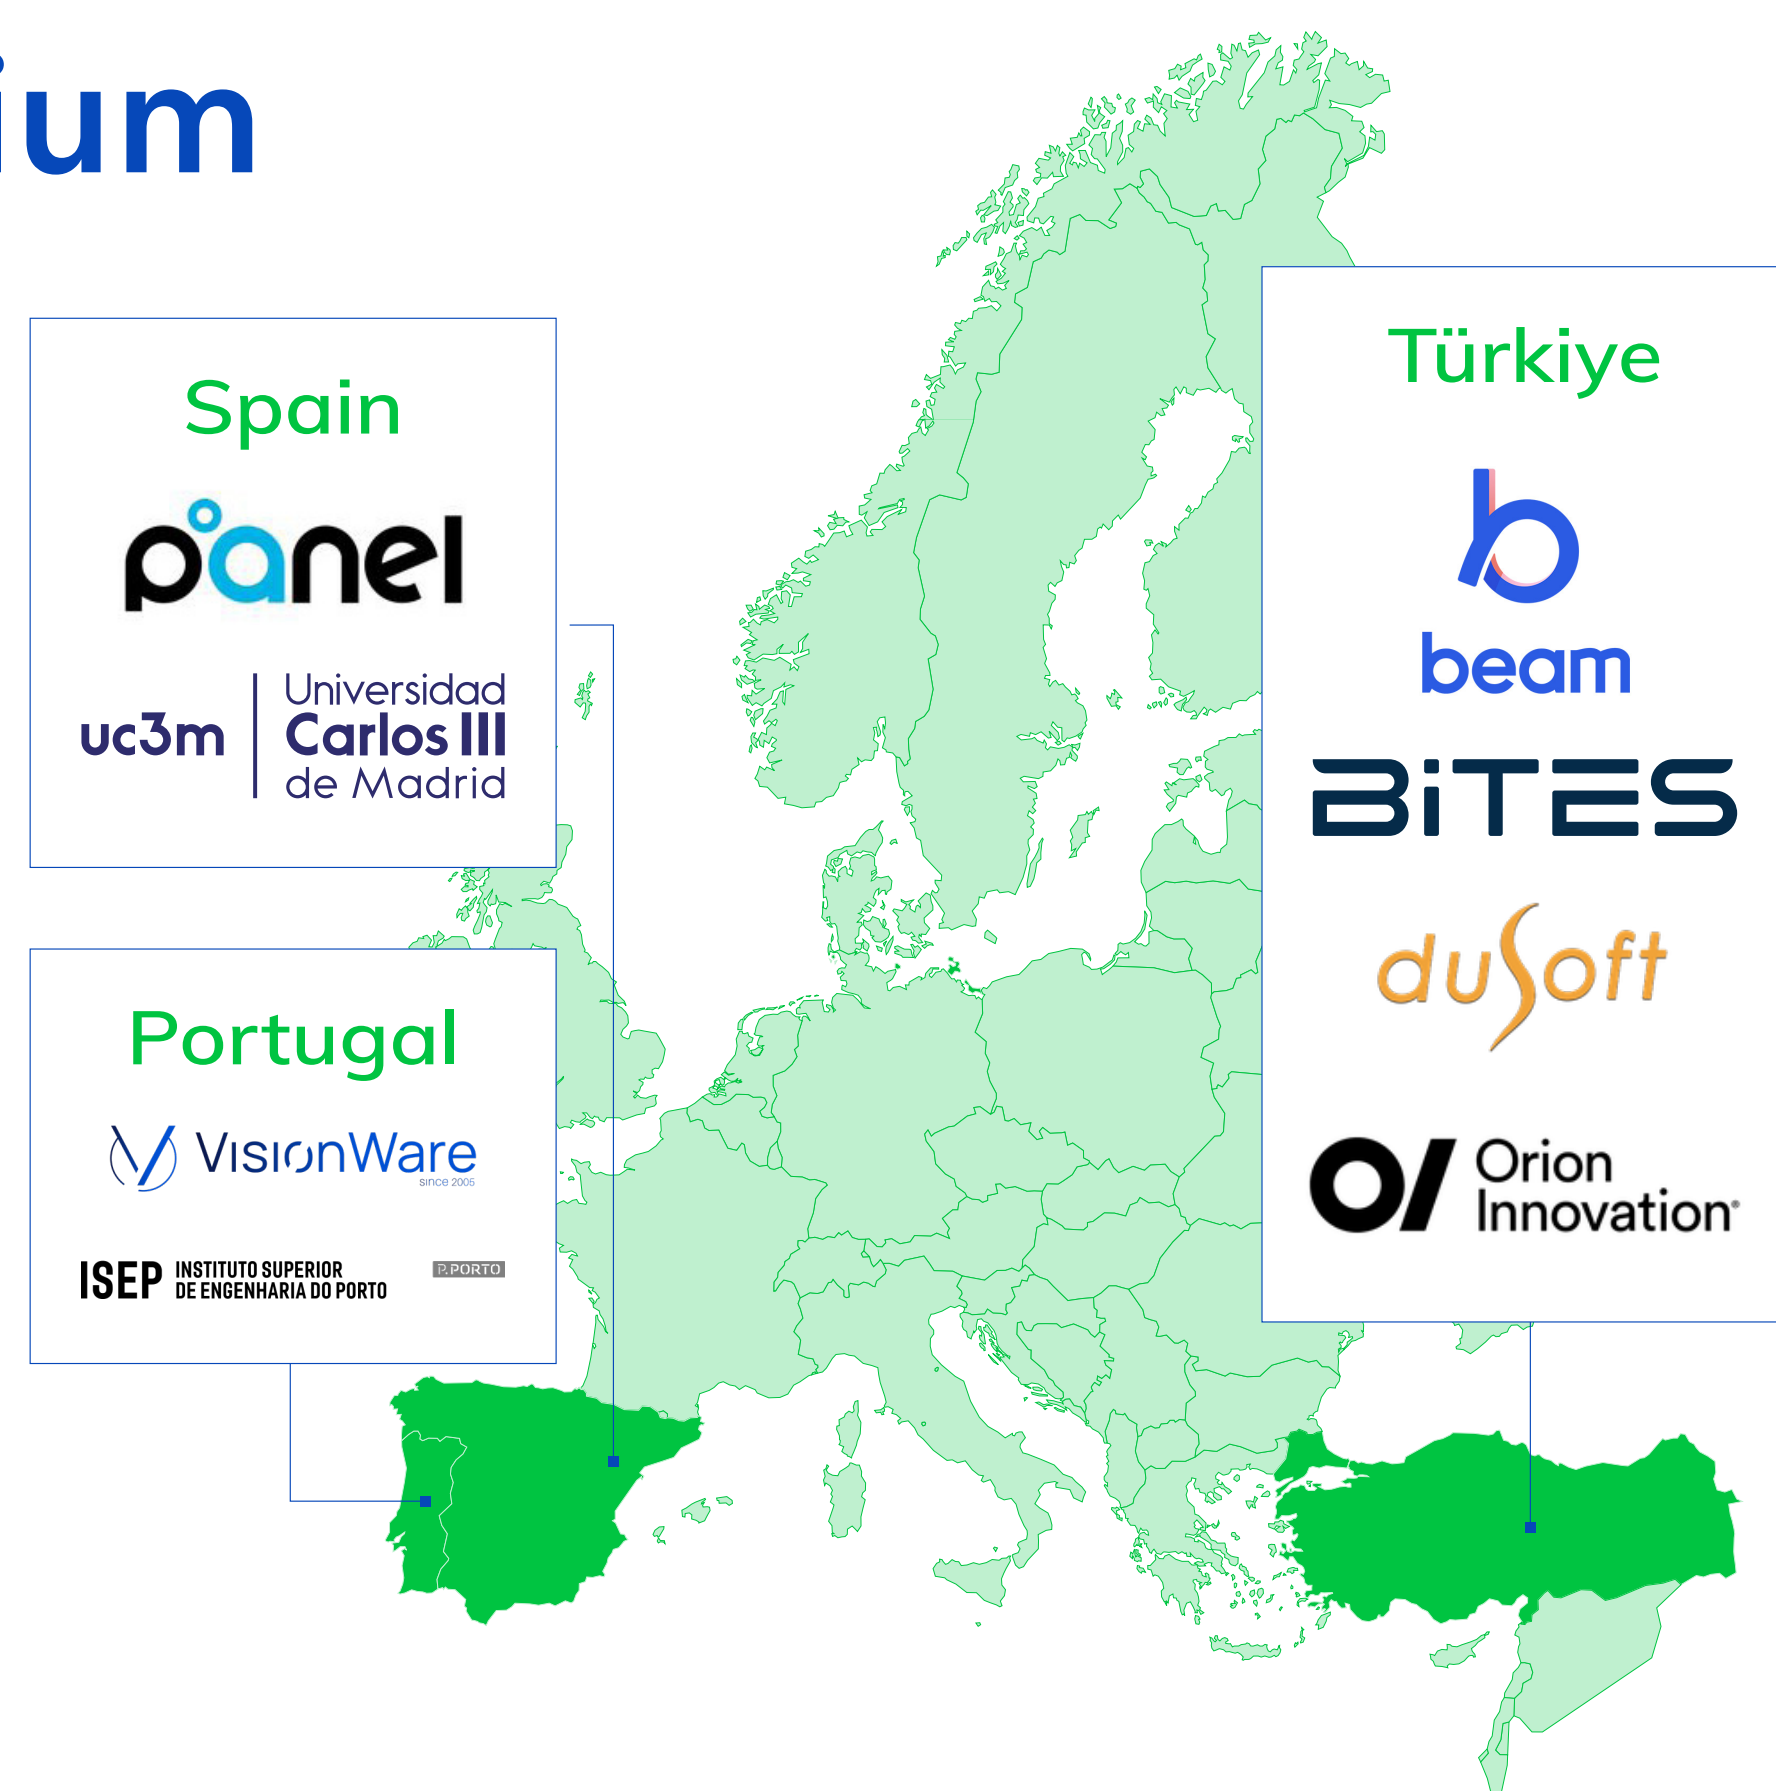 ium
Spain
panel
uc3m
Universidad
Carlos III
de Madrid
Portugal
VisionWare
since 2005
ISEP
INSTITUTO SUPERIOR
DE ENGENHARIA DO PORTO
P.PORTO
Türkiye
beam
BiTES
duSoft
Orion
Innovation